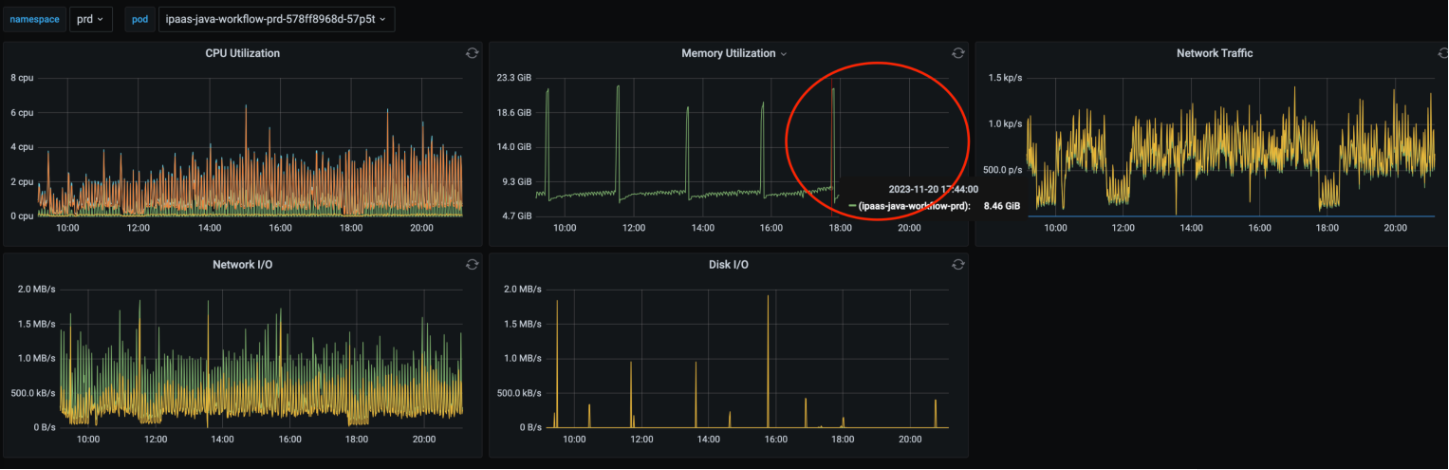 namespace prd pod ipaas-java-workflow-prd-578ff8968d-57p5t
CPU Utilization
8 cpu
6 cpu
4 cpu
2 cpu
0 cpu
10:00 12:00 14:00 16:00 18:00 20:00
Memory Utilization
23.3 GiB
18.6 GiB
14.0 GiB
9.3 GiB
4.7 GiB
10:00 12:00 14:00 16:00 18:00 20:00
2023-11-20 17:44:00
(ipaas-java-workflow-prd): 8.46 GiB
Network Traffic
1.5 kp/s
1.0 kp/s
500.0 p/s
10:00 12:00 14:00 16:00 18:00 20:00
Network I/O
2.0 MB/s
1.5 MB/s
1.0 MB/s
500.0 kB/s
0 B/s
10:00 12:00 14:00 16:00 18:00 20:00
Disk I/O
2.0 MB/s
1.5 MB/s
1.0 MB/s
500.0 kB/s
0 B/s
10:00 12:00 14:00 16:00 18:00 20:00